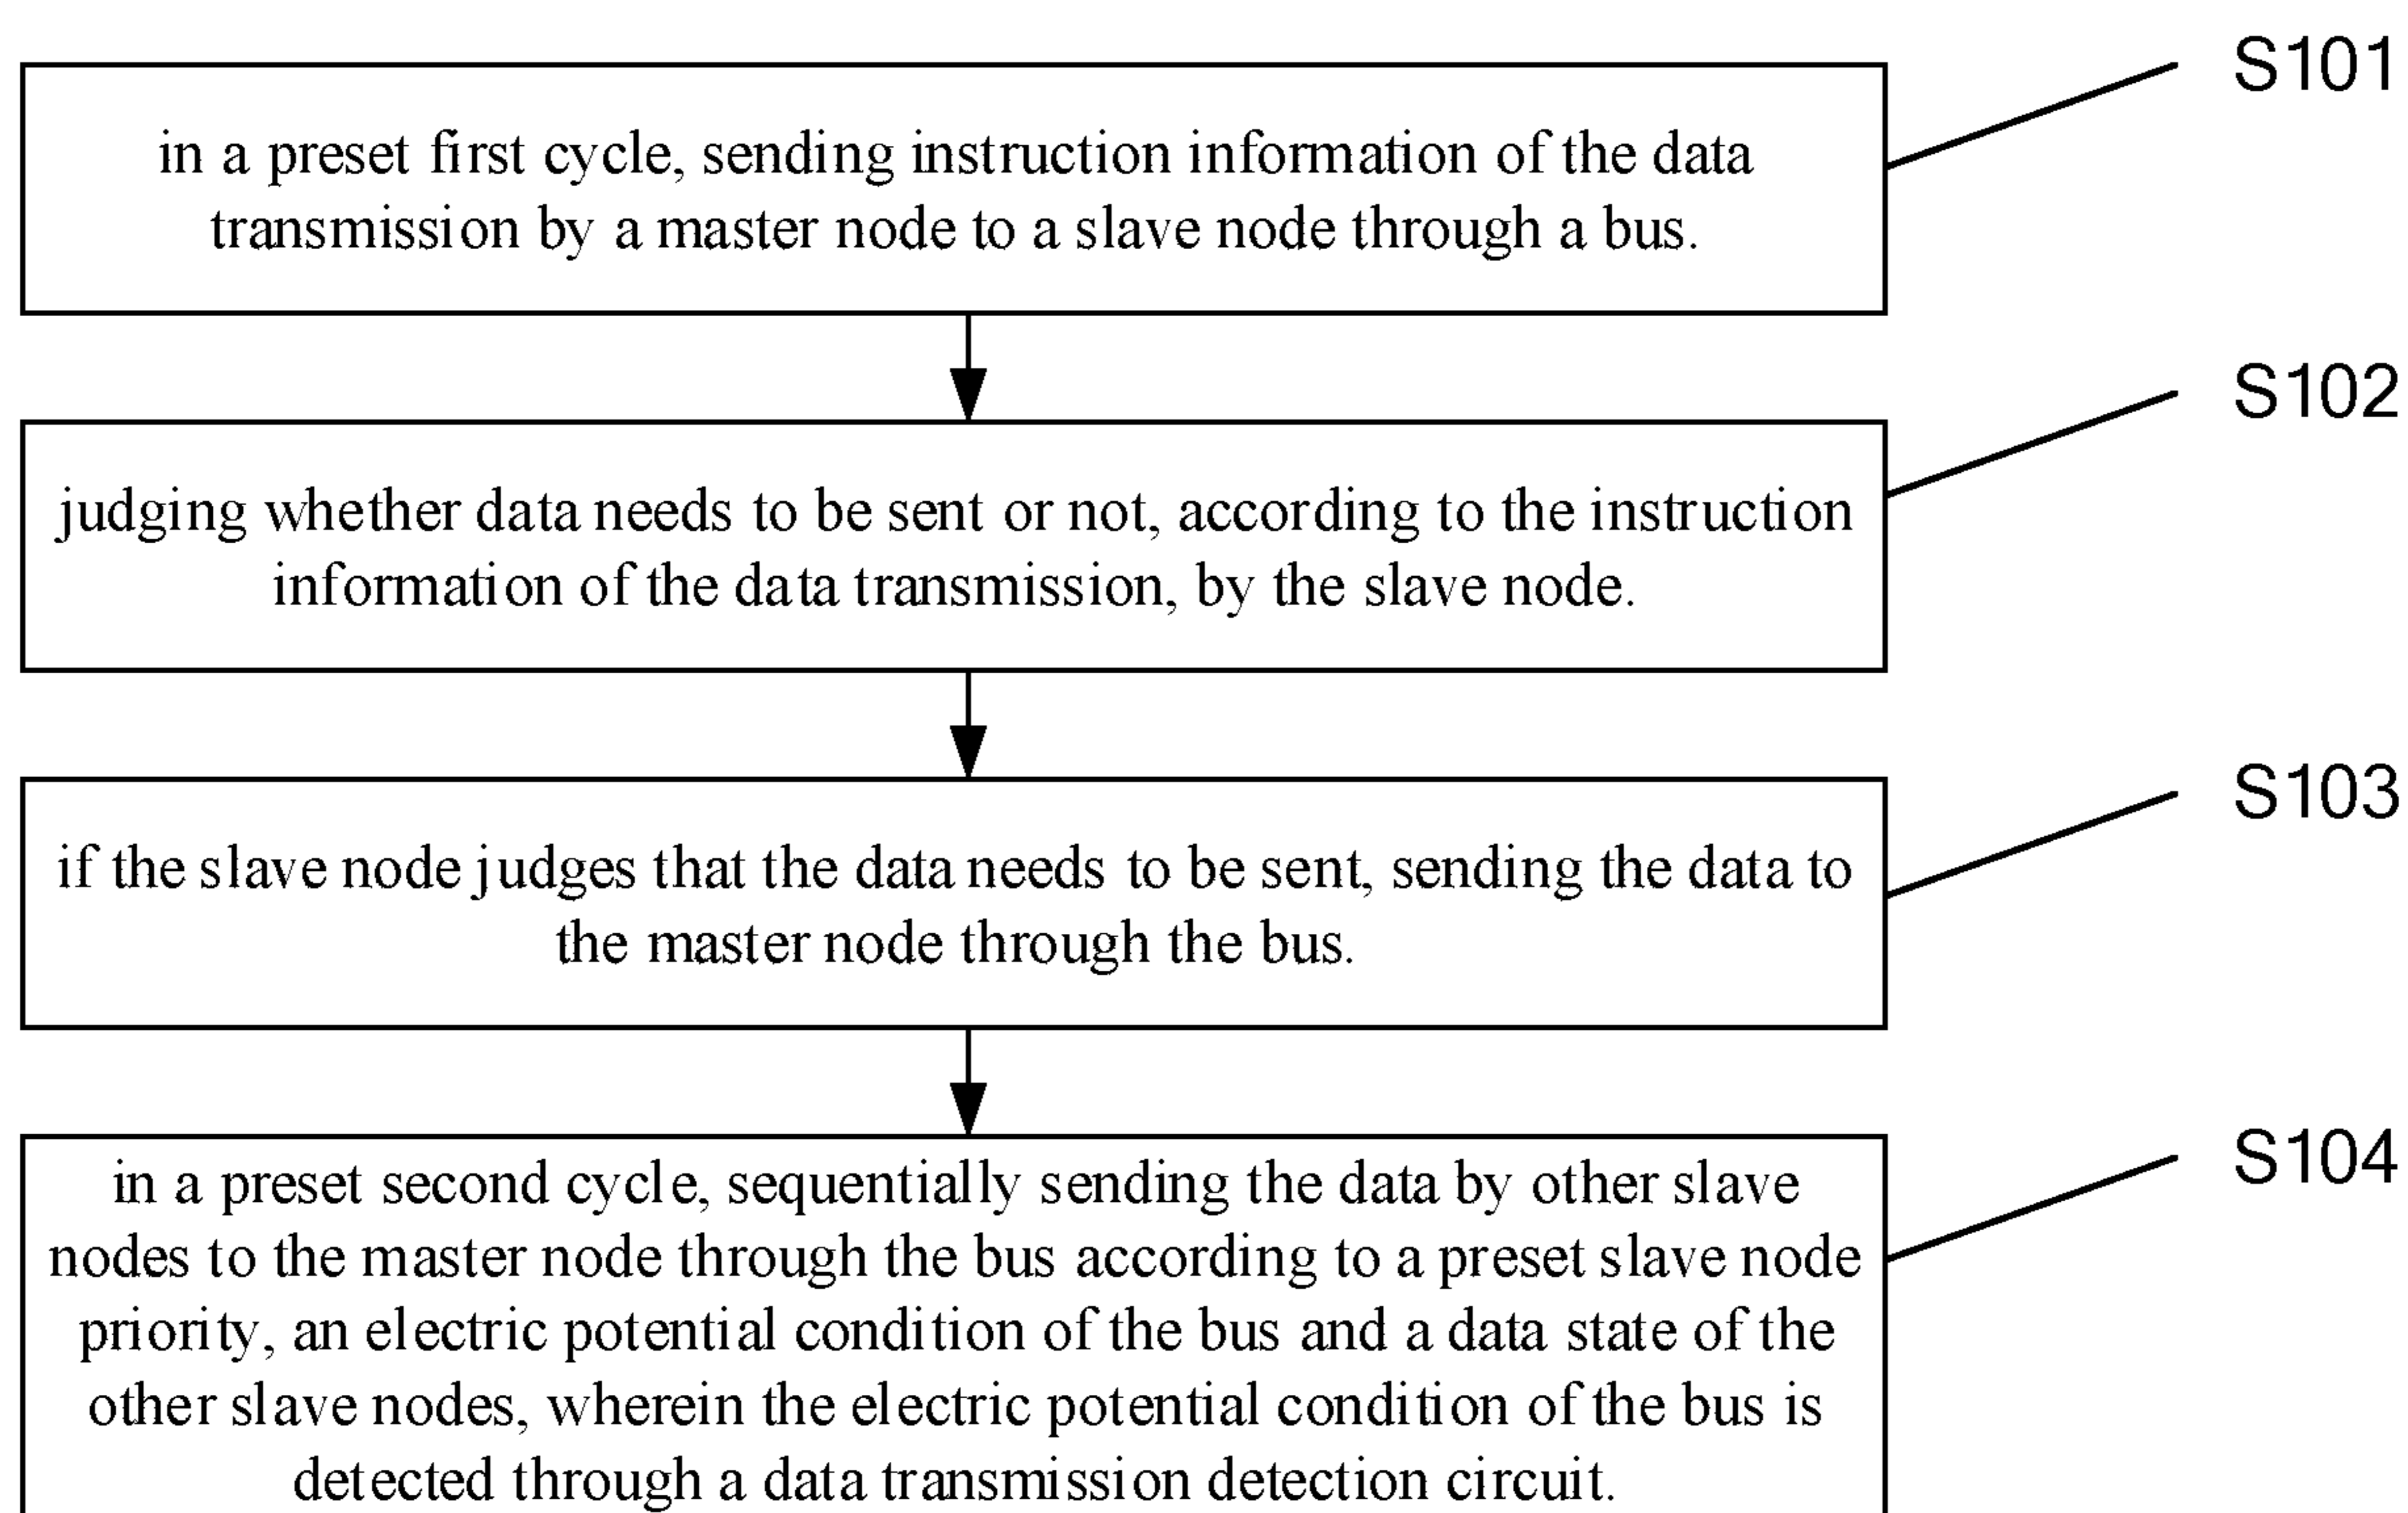 S101
in a preset first cycle, sending instruction information of the data
transmission by a master node to a slave node through a bus.
S102
judging whether data needs to be sent or not, according to the instruction
information of the data transmission, by the slave node.
S103
if the slave node judges that the data needs to be sent, sending the data to
the master node through the bus.
S104
in a preset second cycle, sequentially sending the data by other slave
nodes to the master node through the bus according to a preset slave node
priority, an electric potential condition of the bus and a data state of the
other slave nodes, wherein the electric potential condition of the bus is
detected through a data transmission detection circuit.